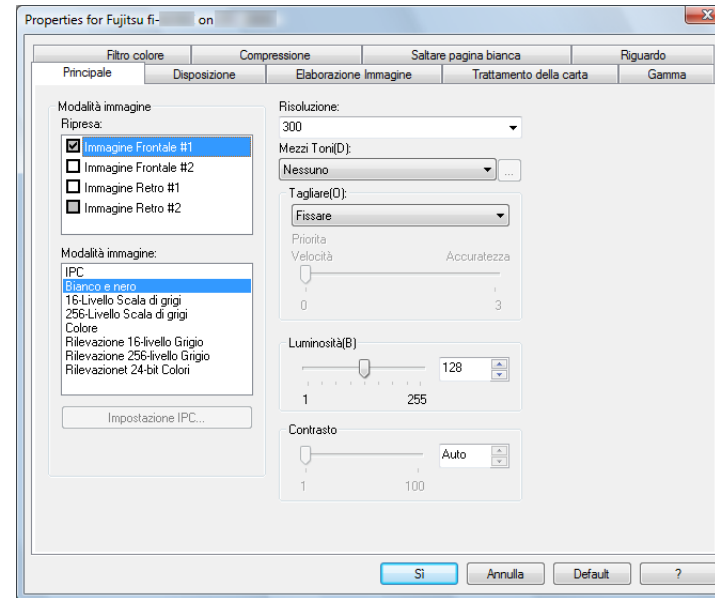 Properties for Fujitsu fi- on
Filtro colore Compressione Saltare pagina bianca Riguardo
Principale Disposizione Elaborazione Immagine Trattamento della carta Gamma
Modalità immagine
Ripresa:
Immagine Frontale #1
Immagine Frontale #2
Immagine Retro #1
Immagine Retro #2
Modalità immagine:
IPC
Bianco e nero
16-Livello Scala di grigi
256-Livello Scala di grigi
Colore
Rilevazione 16-livello Grigio
Rilevazione 256-livello Grigio
Rilevazionet 24-bit Colori
Impostazione IPC...
Risoluzione:
300
Mezzi Toni(D):
Nessuno ...
Tagliare(O):
Fissare
Priorita
Velocità Accuratezza
0 3
Luminosità(B)
128
1 255
Contrasto
Auto
1 100
Sì Annulla Default ?